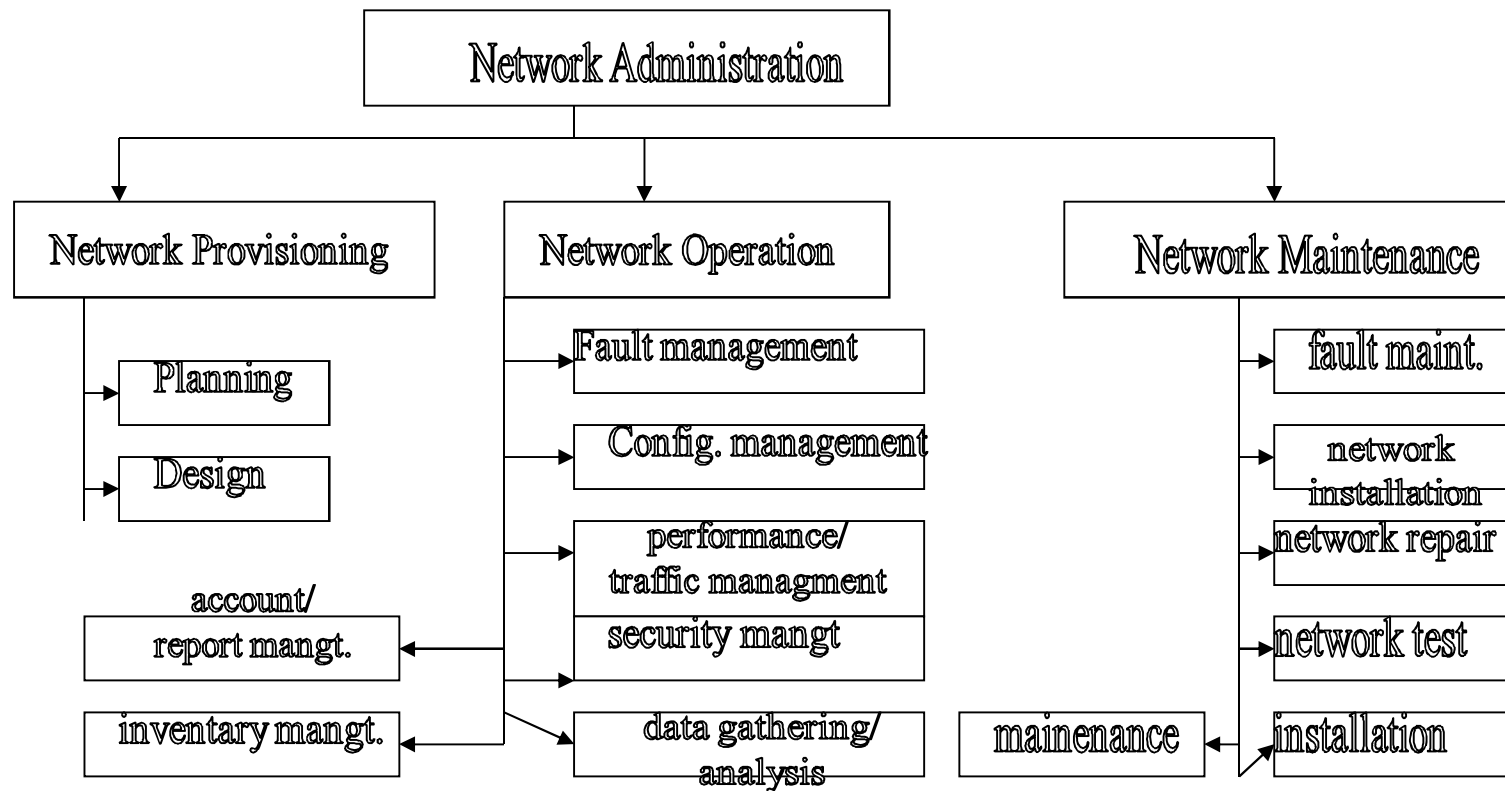 Network Administration
Network Provisioning
Network Operation
Network Maintenance
Planning
Design
account/
report mangt.
inventary mangt.
Fault management
Config. management
performance/
traffic managment
security mangt
data gathering/
analysis
fault maint.
network
installation
network repair
network test
mainenance
installation